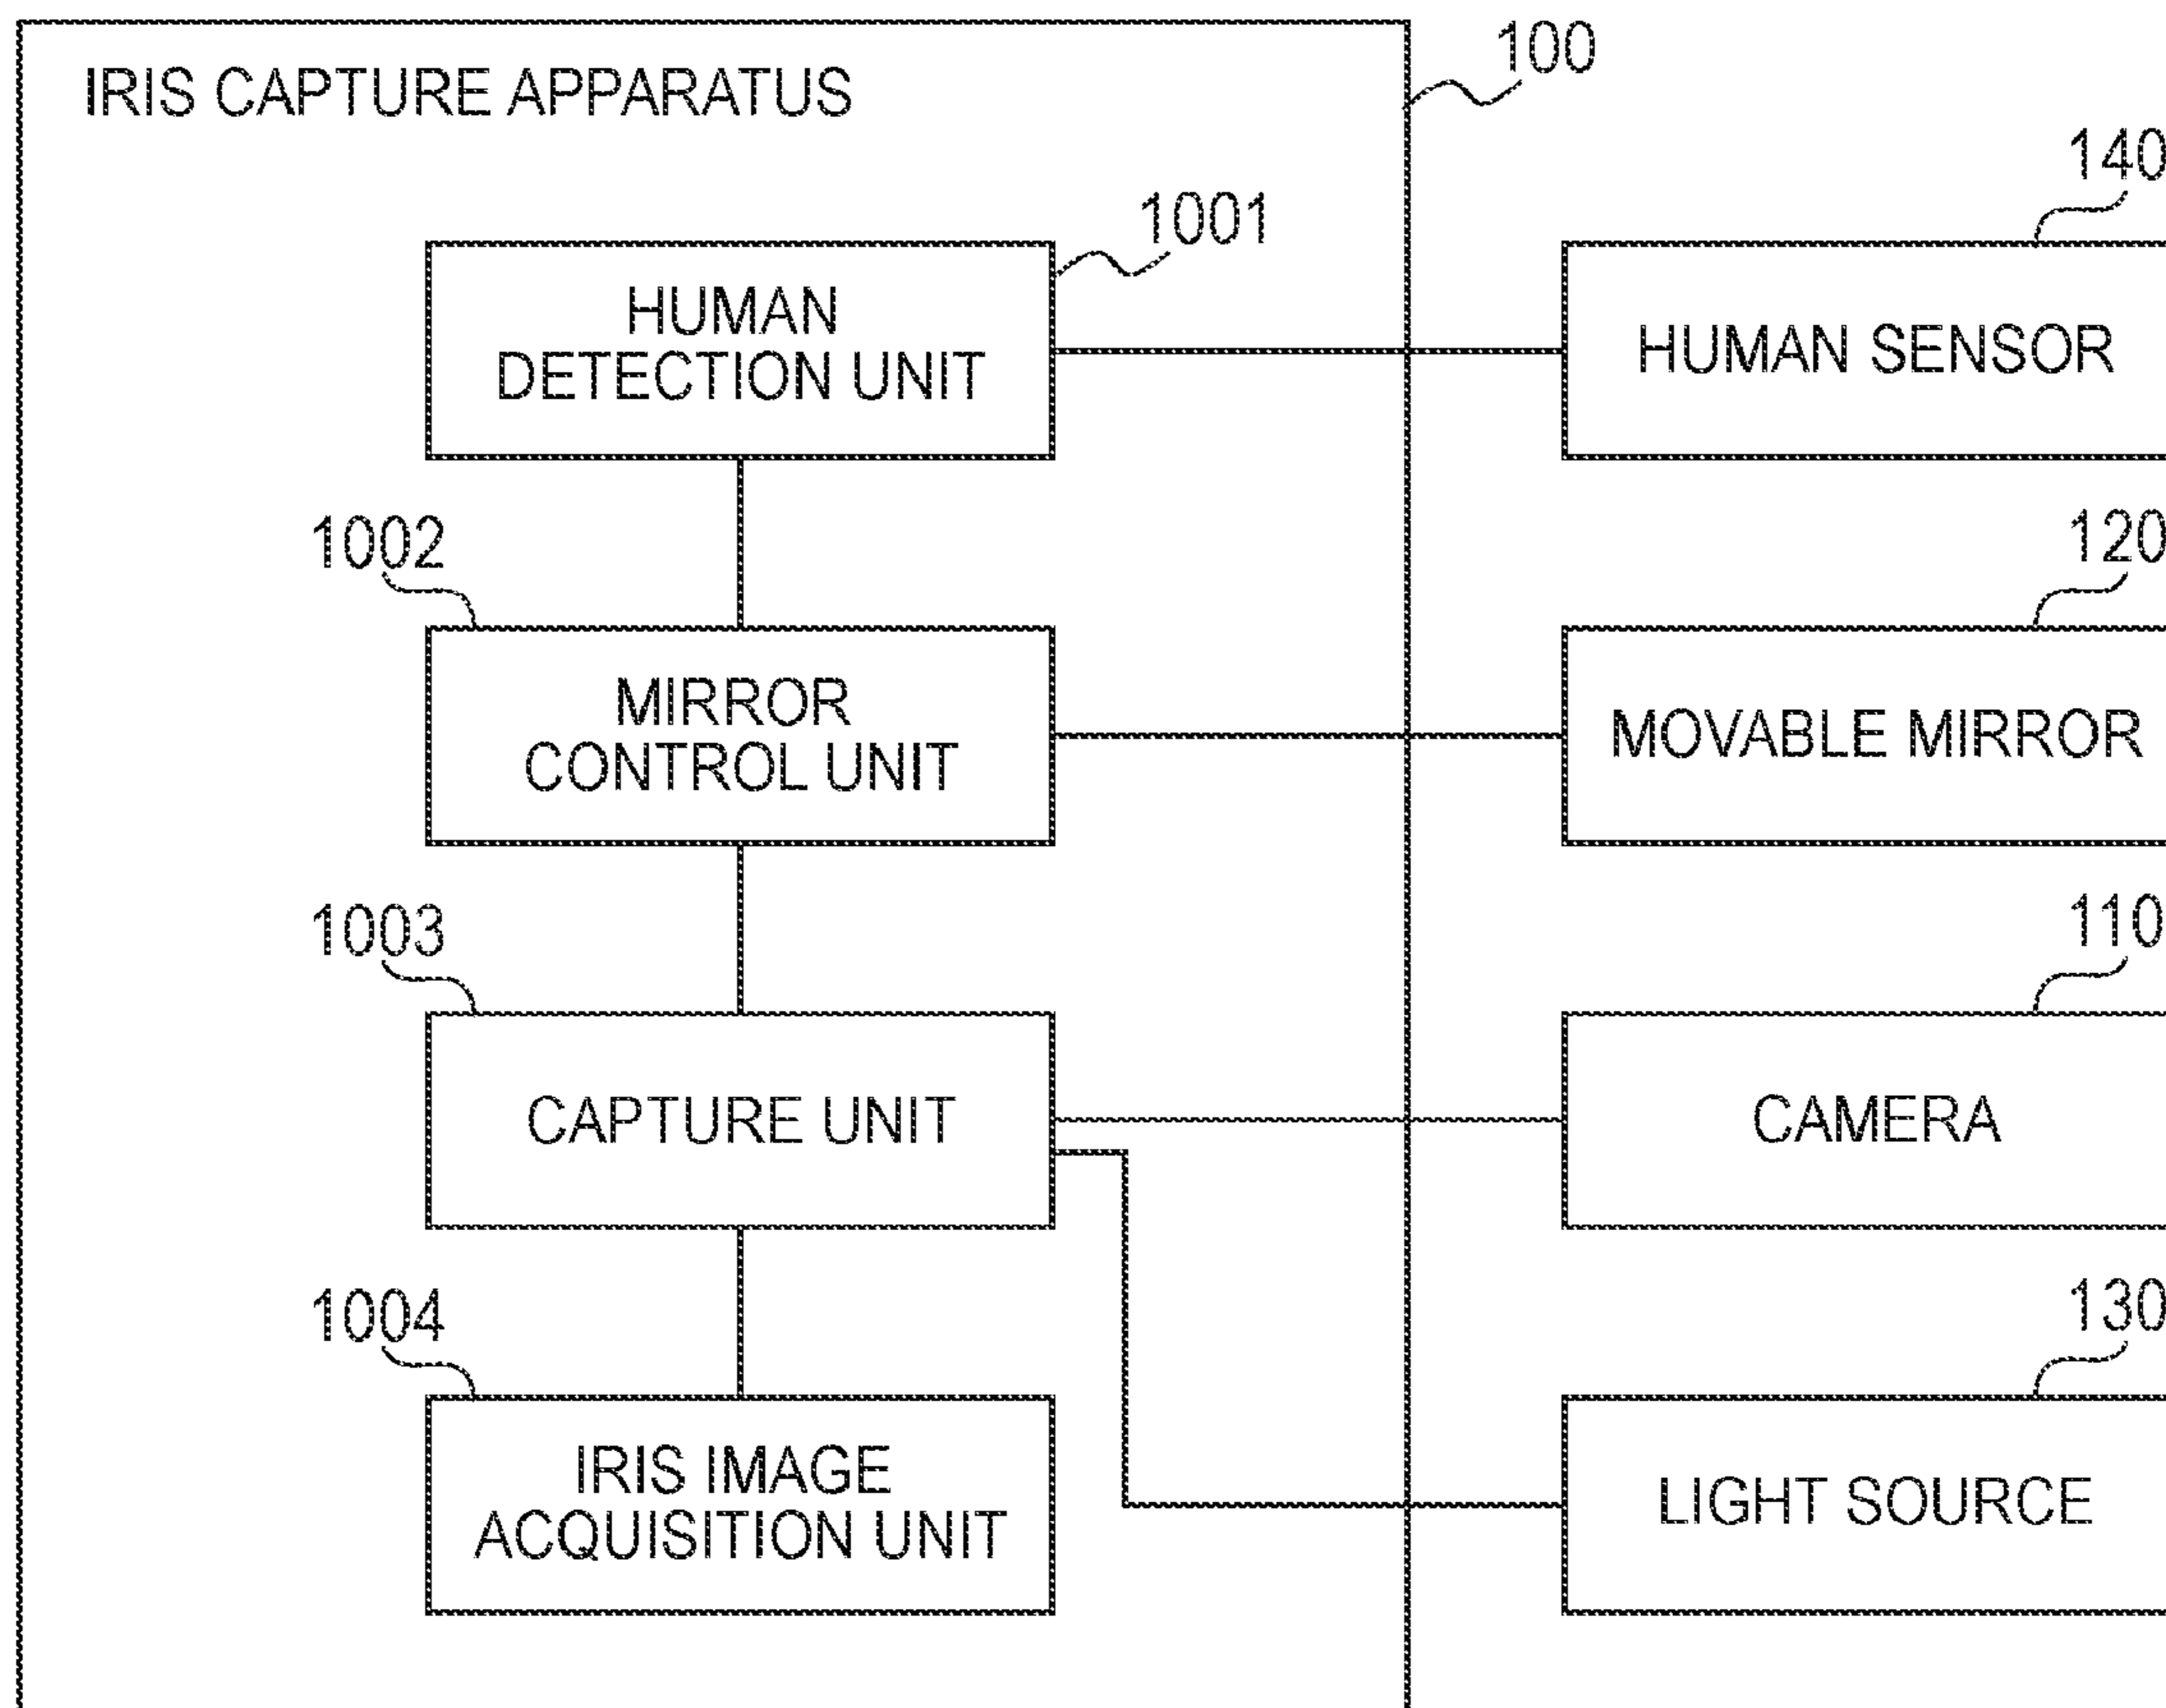 IRIS CAPTURE APPARATUS
100
140
1001
HUMAN
DETECTION UNIT
HUMAN SENSOR
1002
120
MIRROR
CONTROL UNIT
MOVABLE MIRROR
1003
110
CAPTURE UNIT
CAMERA
1004
130
IRIS IMAGE
ACQUISITION UNIT
LIGHT SOURCE